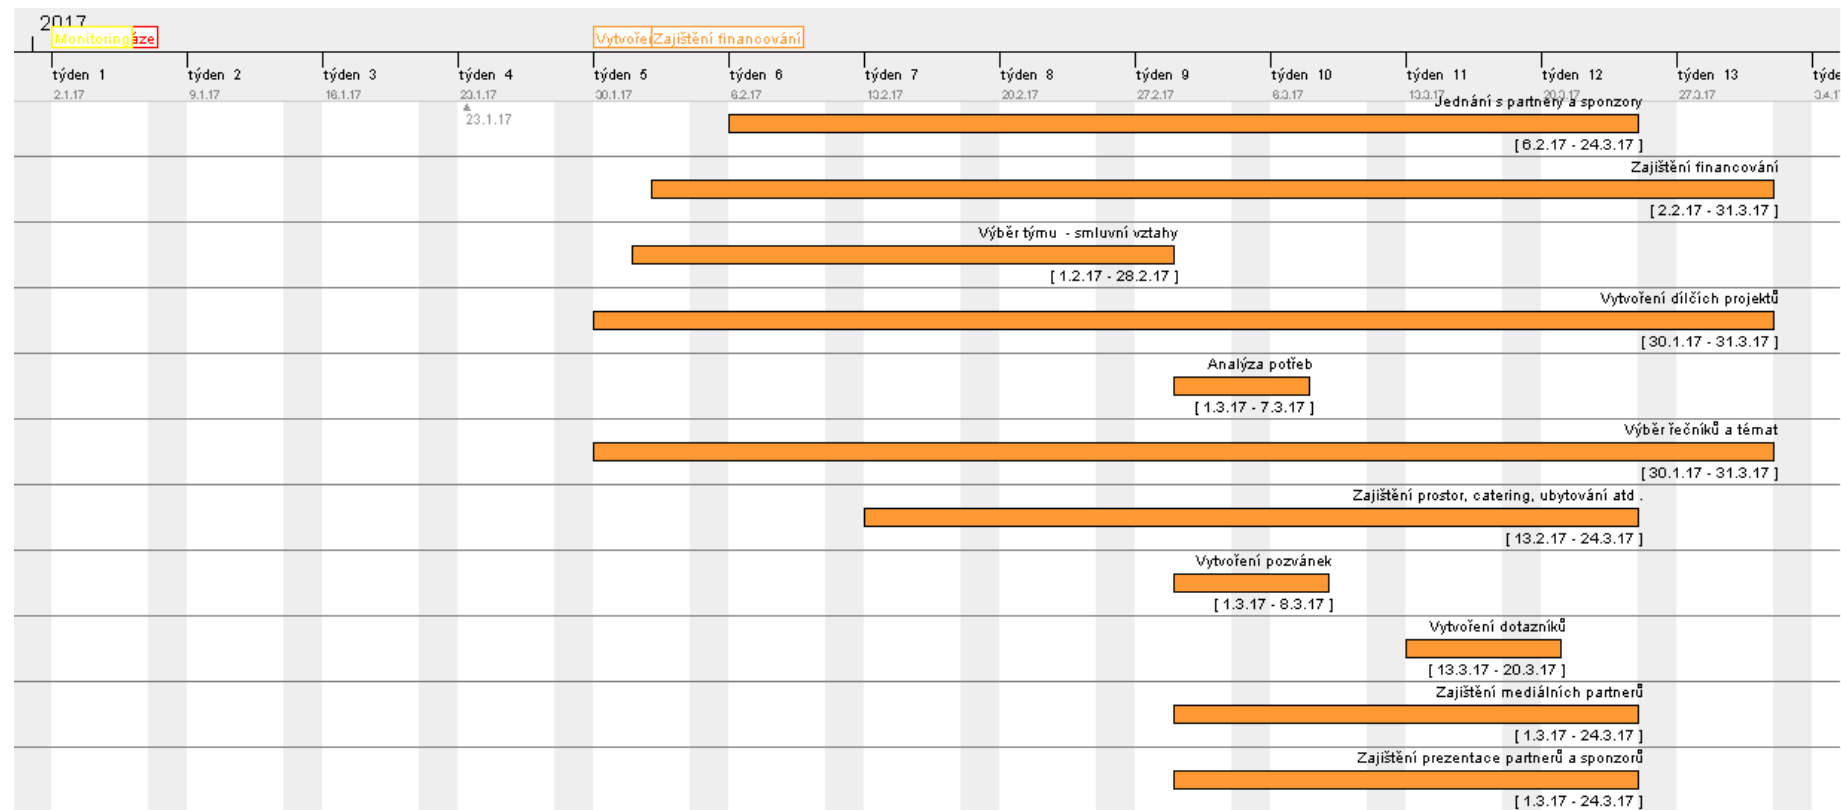 2017
Monitoring áze Vytvoře Zajištění financování
týden 1 týden 2 týden 3 týden 4 týden 5 týden 6 týden 7 týden 8 týden 9 týden 10 týden 11 týden 12 týden 13 týde
2.1.17 9.1.17 16.1.17 23.1.17 30.1.17 6.2.17 13.2.17 20.2.17 27.2.17 6.3.17 13.3.17 20.3.17 27.3.17 3.4.1
Jednání s partnery a sponzory
23.1.17
[ 6.2.17 - 24.3.17 ]
Zajištění financování
[ 2.2.17 - 31.3.17 ]
Výběr týmu - smluvní vztahy
[ 1.2.17 - 28.2.17 ]
Vytvoření dílčích projektů
[ 30.1.17 - 31.3.17 ]
Analýza potřeb
[ 1.3.17 - 7.3.17 ]
Výběr řečníků a témat
[ 30.1.17 - 31.3.17 ]
Zajištění prostor, catering, ubytování atd .
[ 13.2.17 - 24.3.17 ]
Vytvoření pozvánek
[ 1.3.17 - 8.3.17 ]
Vytvoření dotazníků
[ 13.3.17 - 20.3.17 ]
Zajištění mediálních partnerů
[ 1.3.17 - 24.3.17 ]
Zajištění prezentace partnerů a sponzorů
[ 1.3.17 - 24.3.17 ]